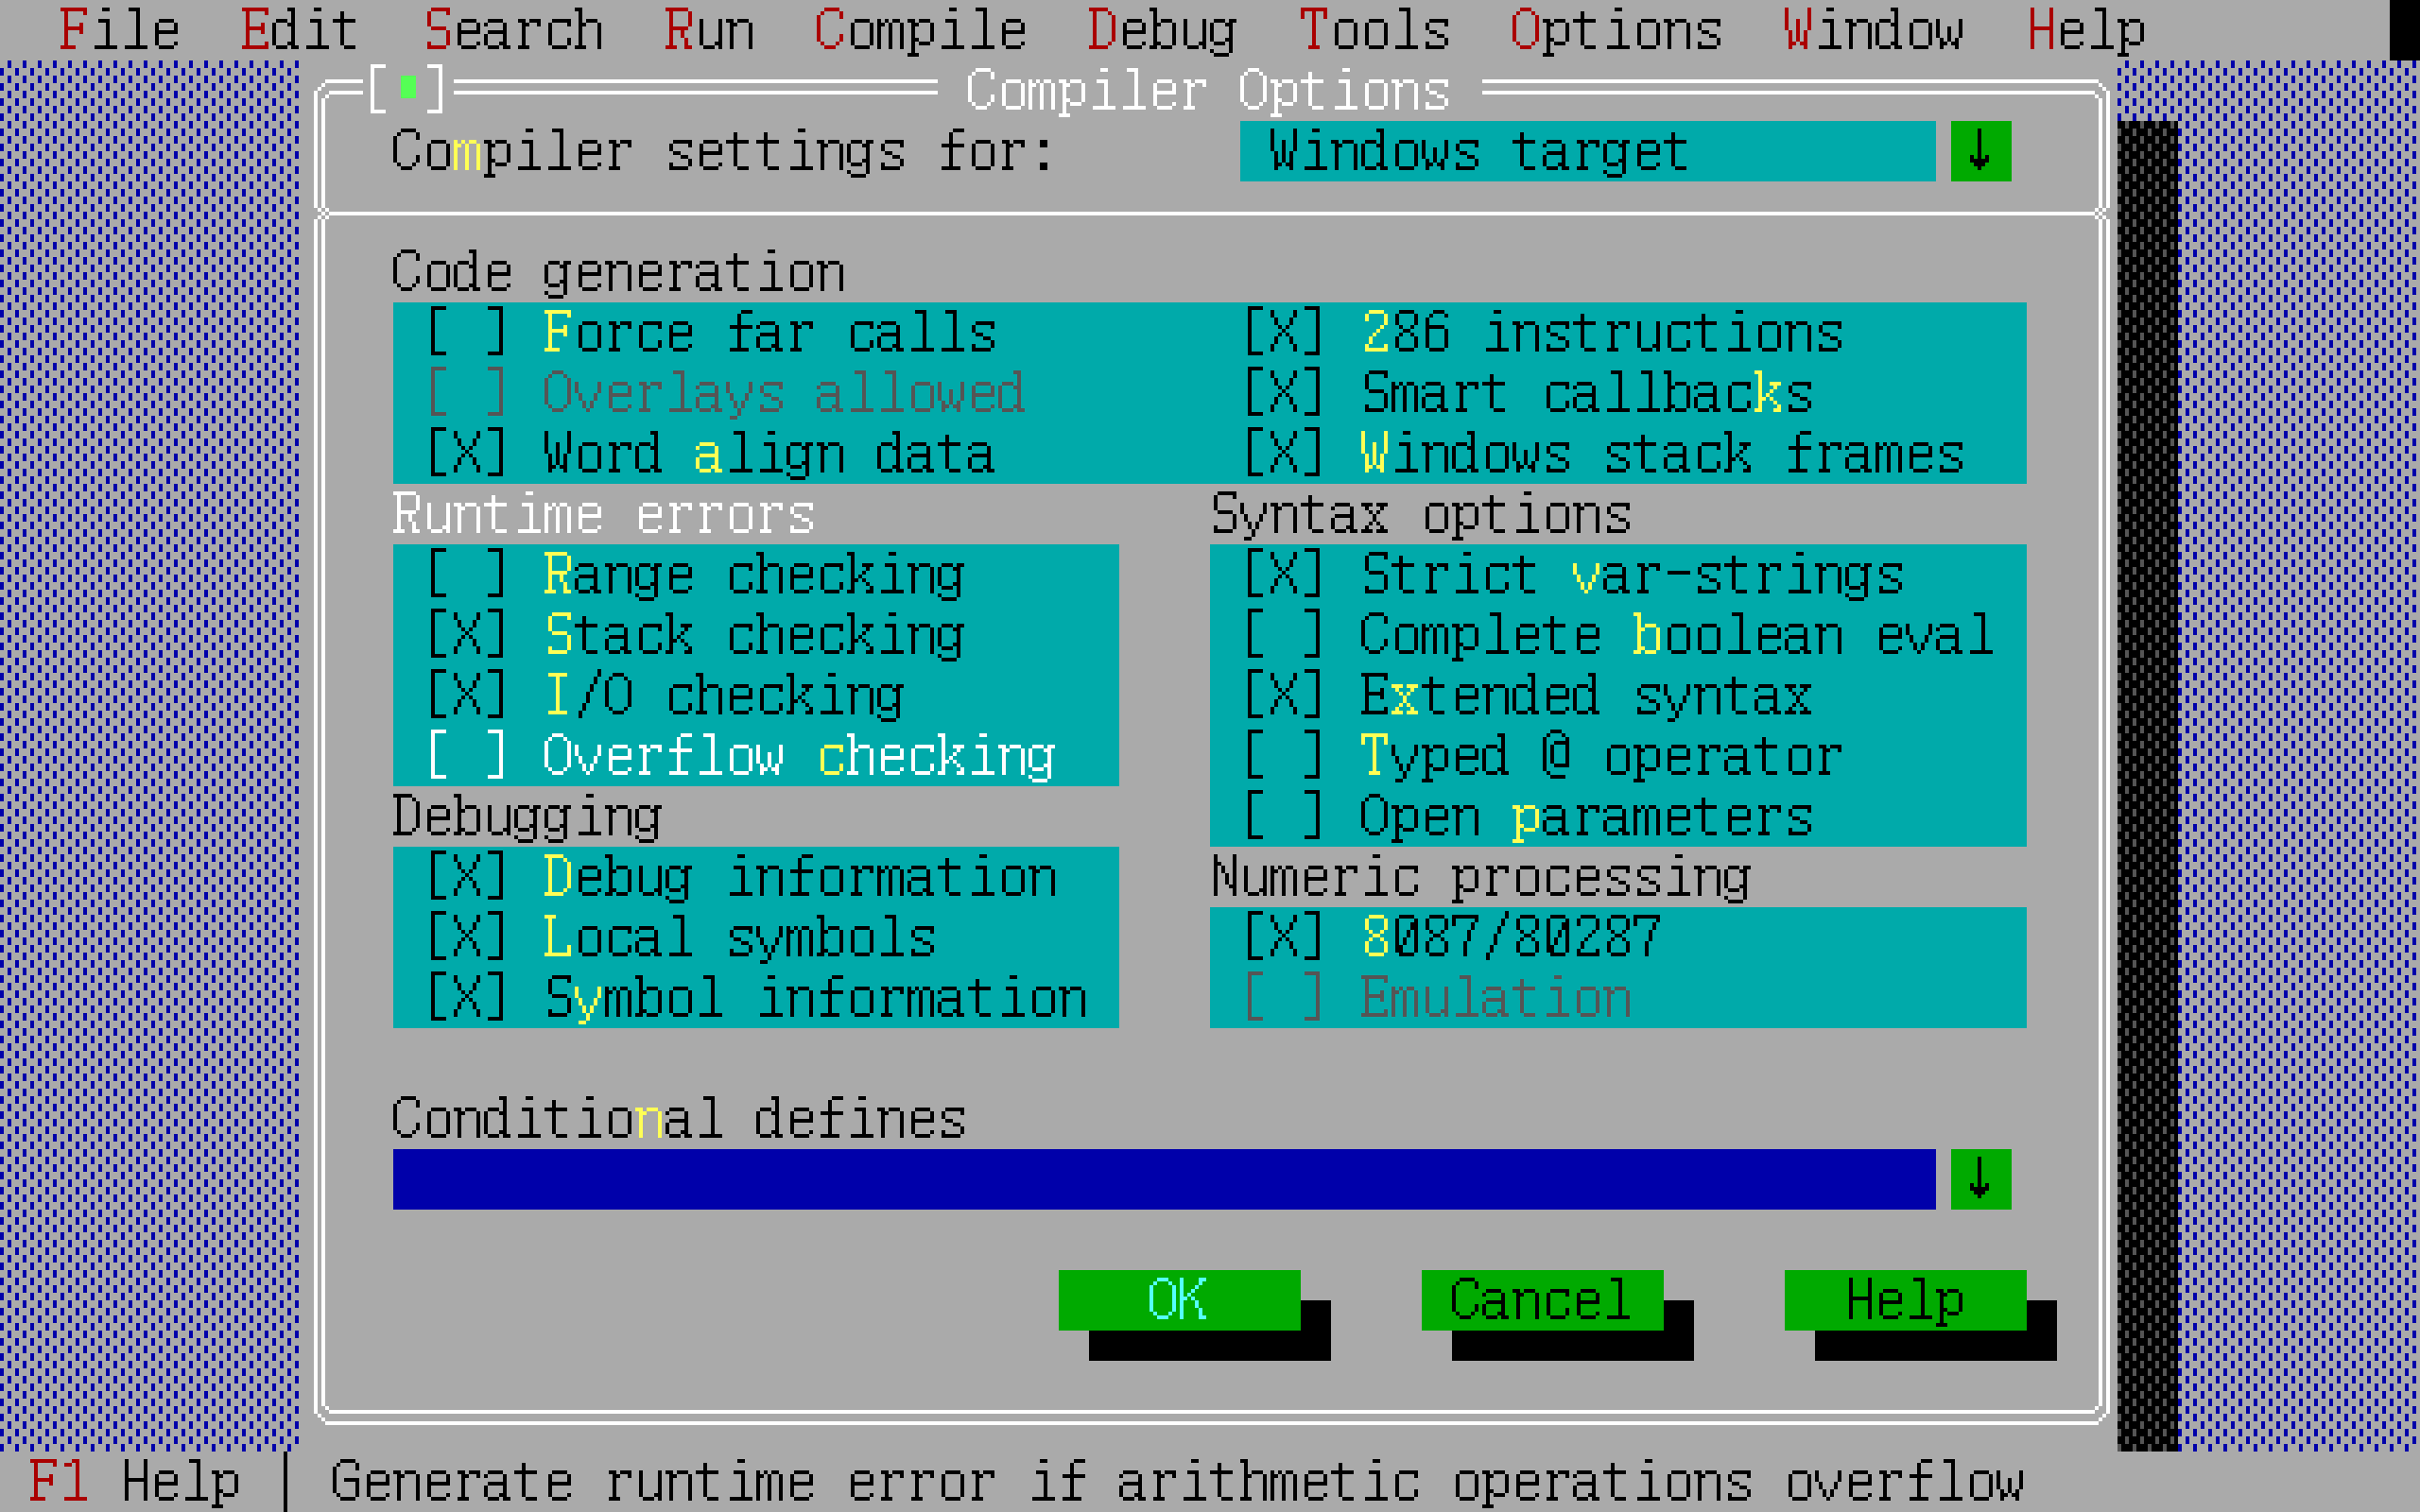 File Edit Search Run Compile Debug Tools Options Window Help
[■] Compiler Options
Compiler settings for: Windows target ↓
Code generation
[ ] Force far calls [X] 286 instructions
[ ] Overlays allowed [X] Smart callbacks
[X] Word align data [X] Windows stack frames
Runtime errors
[ ] Range checking
[X] Stack checking
[X] I/O checking
[ ] Overflow checking
Syntax options
[X] Strict var-strings
[ ] Complete boolean eval
[X] Extended syntax
[ ] Typed @ operator
[ ] Open parameters
Debugging
[X] Debug information
[X] Local symbols
[X] Symbol information
Numeric processing
[X] 8087/80287
[ ] Emulation
Conditional defines
↓
OK Cancel Help
F1 Help │ Generate runtime error if arithmetic operations overflow